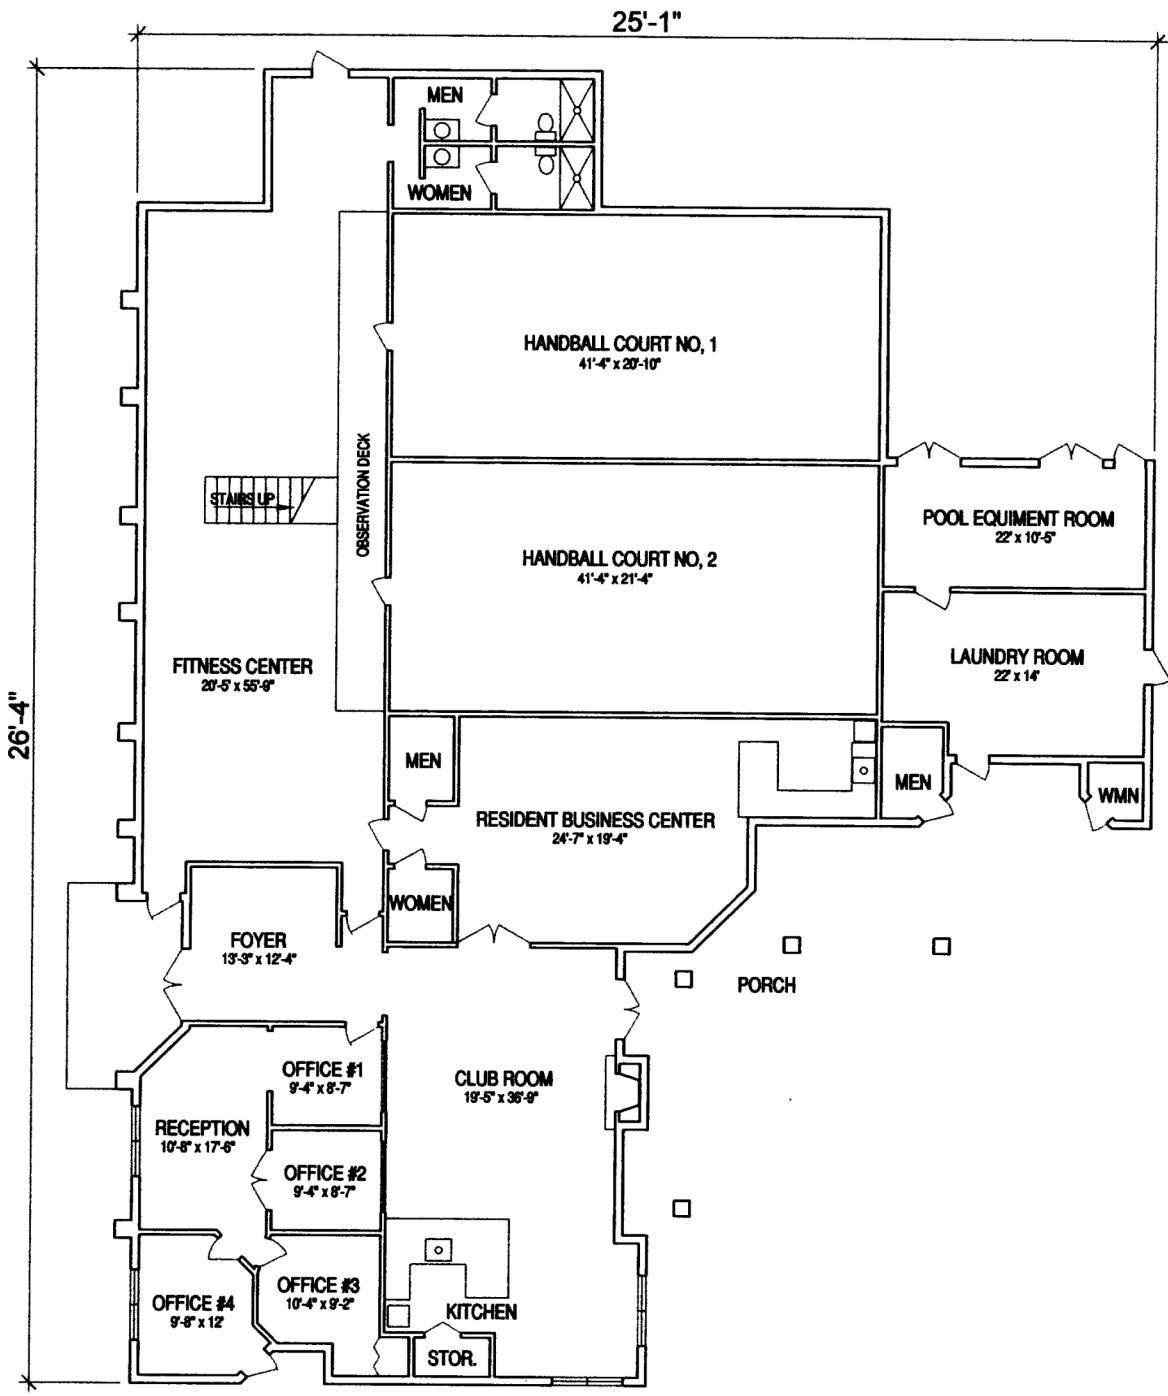 25'-1"
MEN
WOMEN
HANDBALL COURT NO, 1
41'-4" x 20'-10"
OBSERVATION DECK
STAIRS UP
POOL EQUIMENT ROOM
22' x 10'-5"
HANDBALL COURT NO, 2
41'-4" x 21'-4"
FITNESS CENTER
20'-5' x 55'-9"
LAUNDRY ROOM
22' x 14'
26'-4"
MEN
MEN
WMN
RESIDENT BUSINESS CENTER
24'-7" x 19'-4"
WOMEN
FOYER
13'-3" x 12'-4"
PORCH
OFFICE #1
9'-4" x 8'-7"
CLUB ROOM
19'-5" x 36'-9"
RECEPTION
10'-8" x 17'-6"
OFFICE #2
9'-4" x 8'-7"
OFFICE #3
10'-4" x 9'-2"
OFFICE #4
9'-8" x 12'
KITCHEN
STOR.